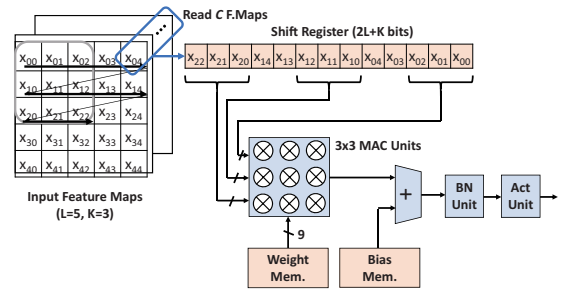 Read C F.Maps
Shift Register (2L+K bits)
X00 X01 X02 X03 X04
X22 X21 X20 X14 X13 X12 X11 X10 X04 X03 X02 X01 X00
X10 X11 X12 X13 X14
X20 X21 X22 X23 X24
X30 X31 X32 X33 X34
X40 X41 X42 X43 X44
3x3 MAC Units
Input Feature Maps
(L=5, K=3)
+
BN
Unit
Act
Unit
9
Weight
Mem.
Bias
Mem.